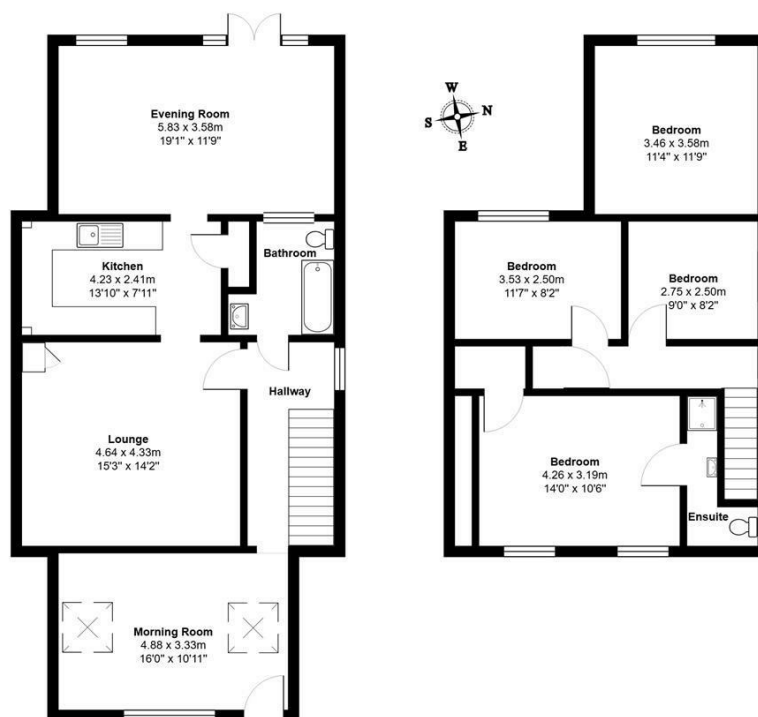 Evening Room
5.83 x 3.58m
19'1" x 11'9"
Kitchen
4.23 x 2.41m
13'10" x 7'11"
Bathroom
Hallway
Lounge
4.64 x 4.33m
15'3" x 14'2"
Morning Room
4.88 x 3.33m
16'0" x 10'11"
W
N
S
E
Bedroom
3.46 x 3.58m
11'4" x 11'9"
Bedroom
3.53 x 2.50m
11'7" x 8'2"
Bedroom
2.75 x 2.50m
9'0" x 8'2"
Bedroom
4.26 x 3.19m
14'0" x 10'6"
Ensuite